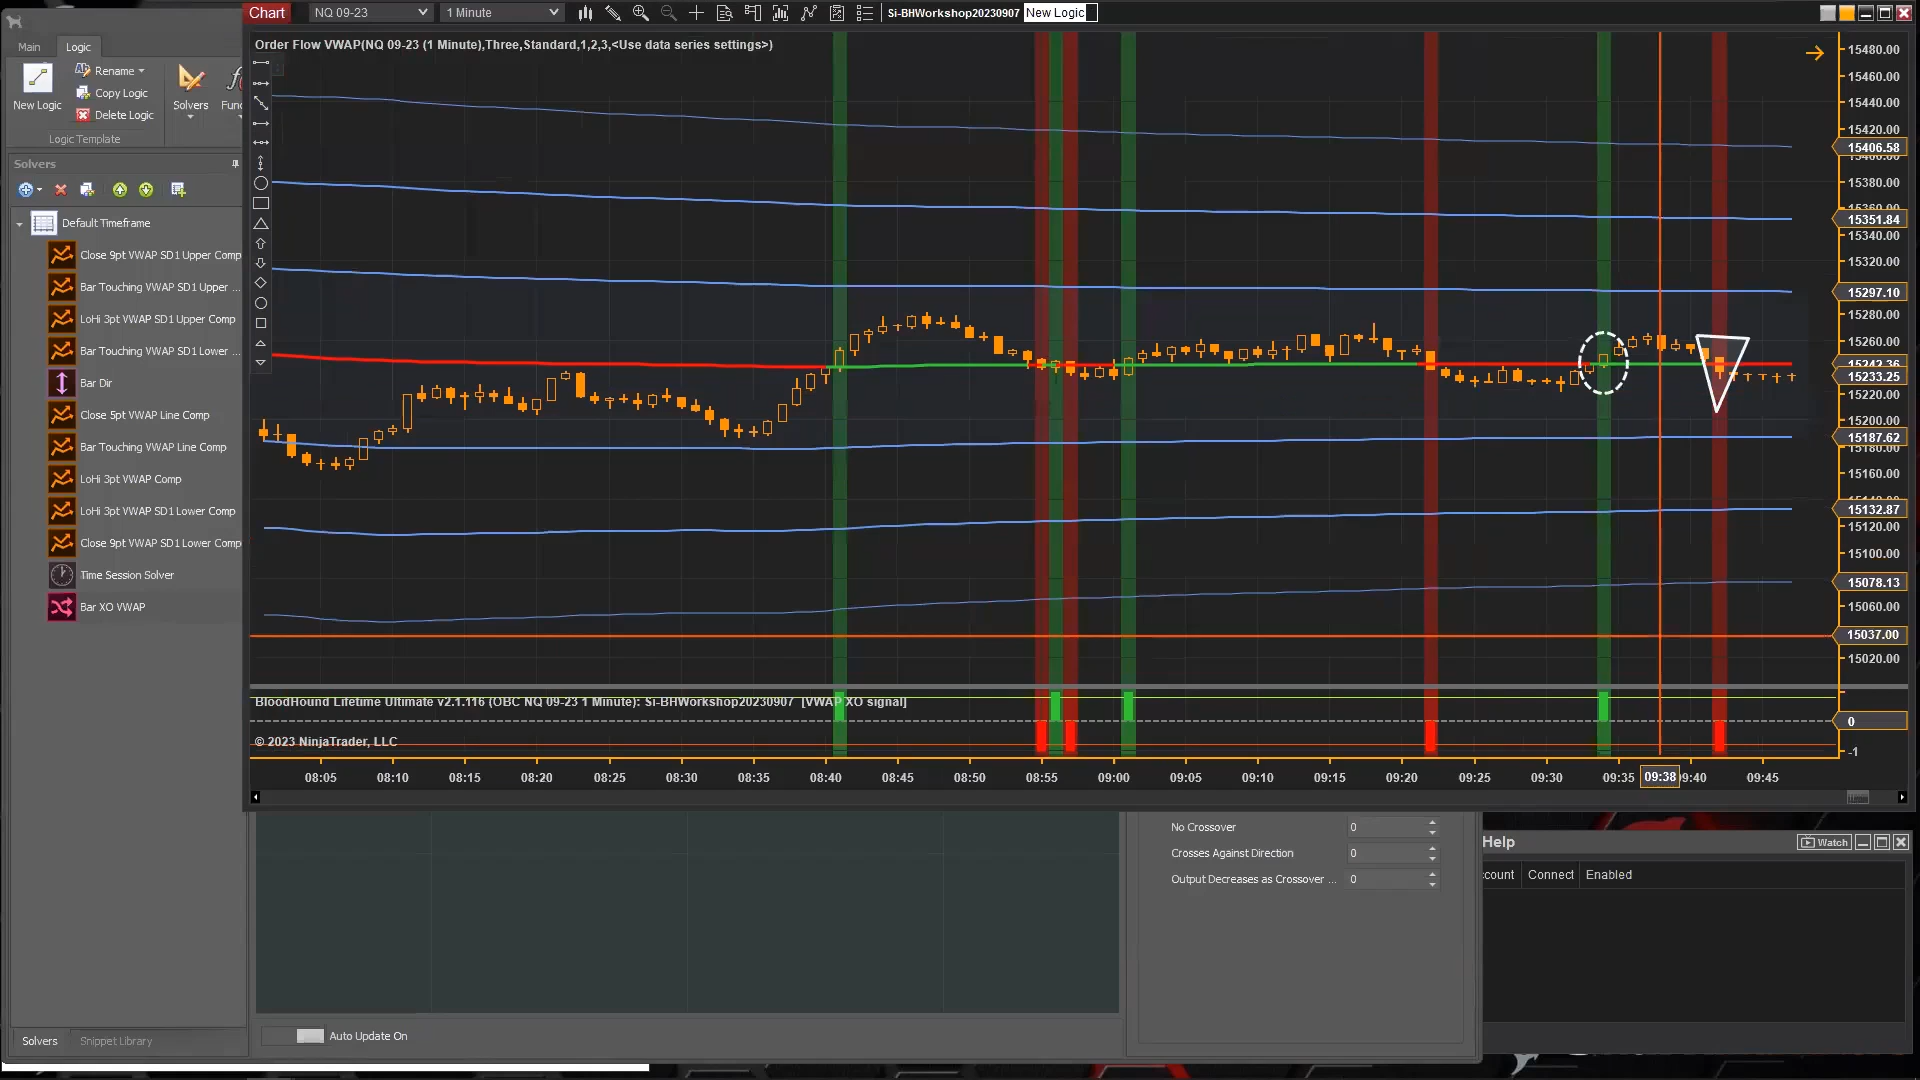 Chart NQ 09-23 1 Minute Si-BHWorkshop20230907 New Logic
Main Logic
New Logic
Rename
Copy Logic
Delete Logic
Solvers
Logic Template
Solvers
Default Timeframe
Close 9pt VWAP SD1 Upper Comp
Bar Touching VWAP SD1 Upper ...
LoHi 3pt VWAP SD1 Upper Comp
Bar Touching VWAP SD1 Lower ...
Bar Dir
Close 5pt VWAP Line Comp
Bar Touching VWAP Line Comp
LoHi 3pt VWAP Comp
LoHi 3pt VWAP SD1 Lower Comp
Close 9pt VWAP SD1 Lower Comp
Time Session Solver
Bar XO VWAP
Solvers Snippet Library
Order Flow VWAP(NQ 09-23 (1 Minute),Three,Standard,1,2,3,<Use data series settings>)
15480.00
15460.00
15440.00
15420.00
15406.58
15380.00
15351.84
15340.00
15320.00
15297.10
15280.00
15260.00
15242.36
15233.25
15220.00
15200.00
15187.62
15180.00
15160.00
15132.87
15120.00
15100.00
15078.13
15060.00
15037.00
15020.00
BloodHound Lifetime Ultimate v2.1.116 (OBC NQ 09-23 1 Minute): Si-BHWorkshop20230907 [VWAP XO signal]
0
© 2023 NinjaTrader, LLC
-1
08:05 08:10 08:15 08:20 08:25 08:30 08:35 08:40 08:45 08:50 08:55 09:00 09:05 09:10 09:15 09:20 09:25 09:30 09:35 09:38 09:40 09:45
No Crossover 0
Crosses Against Direction 0
Output Decreases as Crossover ... 0
Auto Update On
Help Watch
Connect Enabled